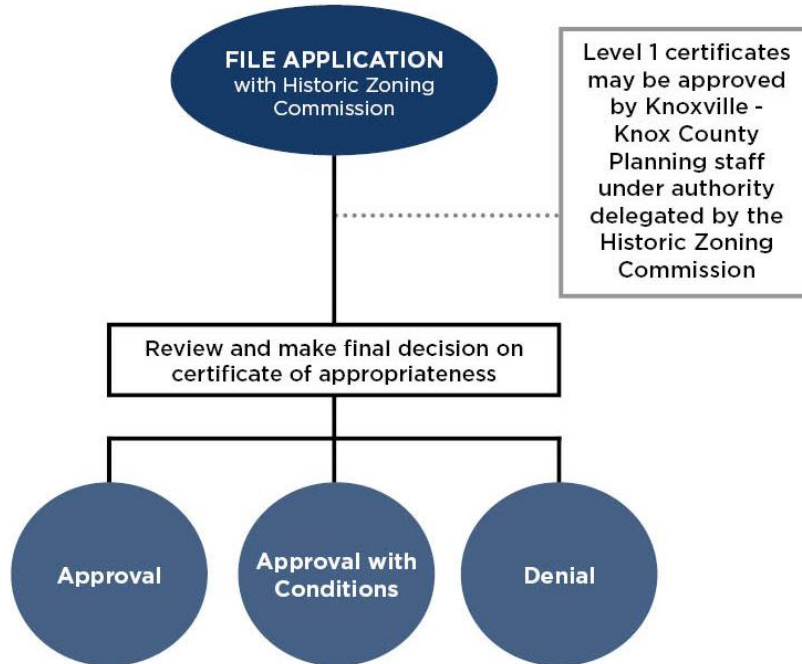 FILE APPLICATION
with Historic Zoning
Commission
Level 1 certificates
may be approved
by Knoxville -
Knox County
Planning staff
under authority
delegated by the
Historic Zoning
Commission
Review and make final decision on
certificate of appropriateness
Approval
Approval with
Conditions
Denial